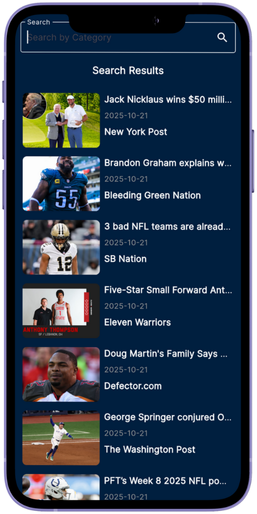 Search
Search by Category
Search Results
Jack Nicklaus wins $50 milli...
2025-10-21
New York Post
Brandon Graham explains w...
2025-10-21
Bleeding Green Nation
3 bad NFL teams are alread...
2025-10-21
SB Nation
Five-Star Small Forward Ant...
2025-10-21
Eleven Warriors
ANTHONY THOMPSON
Doug Martin's Family Says ...
2025-10-21
Defector.com
George Springer conjured O...
2025-10-21
The Washington Post
PFT's Week 8 2025 NFL po...
2025-10-21